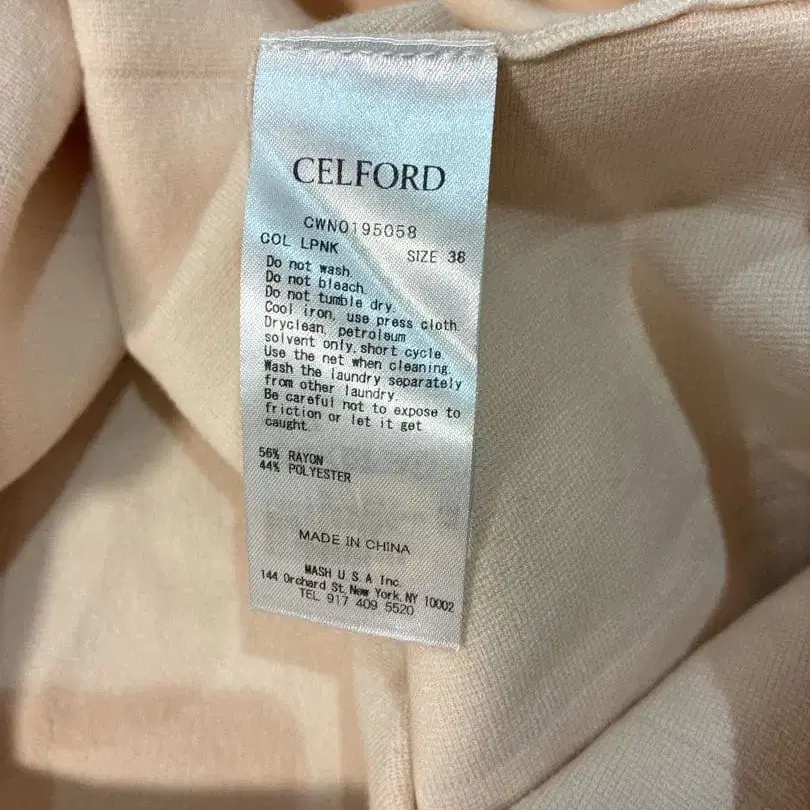 CELFORD
CWNO195058
COL LPNK
SIZE 38
Do not wash.
Do not bleach.
Do not tumble dry.
Cool iron, use press cloth.
Dryclean, petroleum
solvent only, short cycle.
Use the net when cleaning.
Wash the laundry separately
from other laundry.
Be careful not to expose to
friction or let it get
caught.
56% RAYON
44% POLYESTER
MADE IN CHINA
MASH U.S.A Inc.
144 Orchard St, New York, NY 10002
TEL 917 409 5520